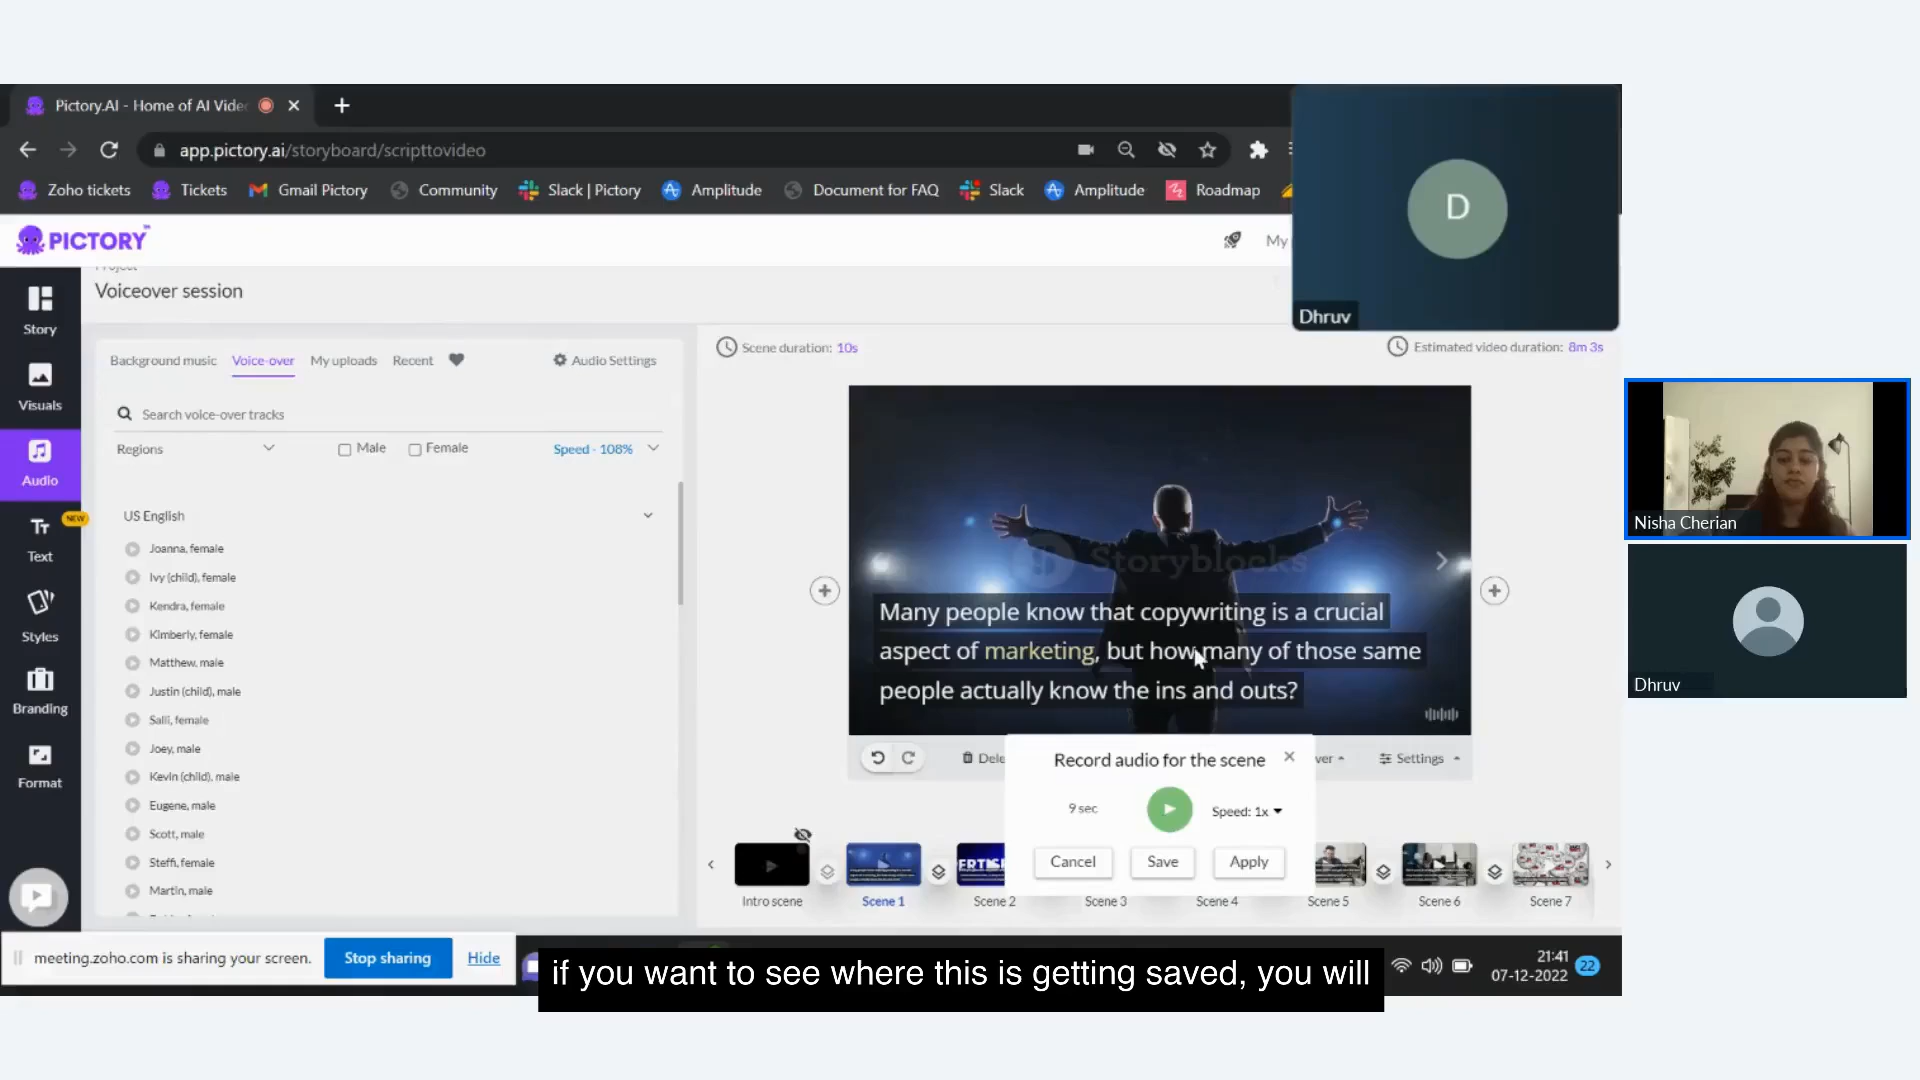 Pictory.AI - Home of AI Vide
app.pictory.ai/storyboard/scripttovideo
Zoho tickets
Tickets
Gmail Pictory
Community
Slack | Pictory
Amplitude
Document for FAQ
Slack
Amplitude
Roadmap
PICTORY
My
D
Dhruv
Project
Voiceover session
Story
Visuals
Audio
Text
NEW
Styles
Branding
Format
Background music
Voice-over
My uploads
Recent
Audio Settings
Search voice-over tracks
Regions
Male
Female
Speed - 108%
US English
Joanna, female
Ivy (child), female
Kendra, female
Kimberly, female
Matthew, male
Justin (child), male
Salli, female
Joey, male
Kevin (child), male
Eugene, male
Scott, male
Steffi, female
Martin, male
Scene duration: 10s
Estimated video duration: 8m 3s
Storyblocks
Many people know that copywriting is a crucial
aspect of marketing, but how many of those same
people actually know the ins and outs?
Dele
ver
Settings
Record audio for the scene
9 sec
Speed: 1x
Cancel
Save
Apply
Intro scene
Scene 1
Scene 2
Scene 3
Scene 4
Scene 5
Scene 6
Scene 7
Nisha Cherian
Dhruv
meeting.zoho.com is sharing your screen.
Stop sharing
Hide
21:41
07-12-2022
22
if you want to see where this is getting saved, you will